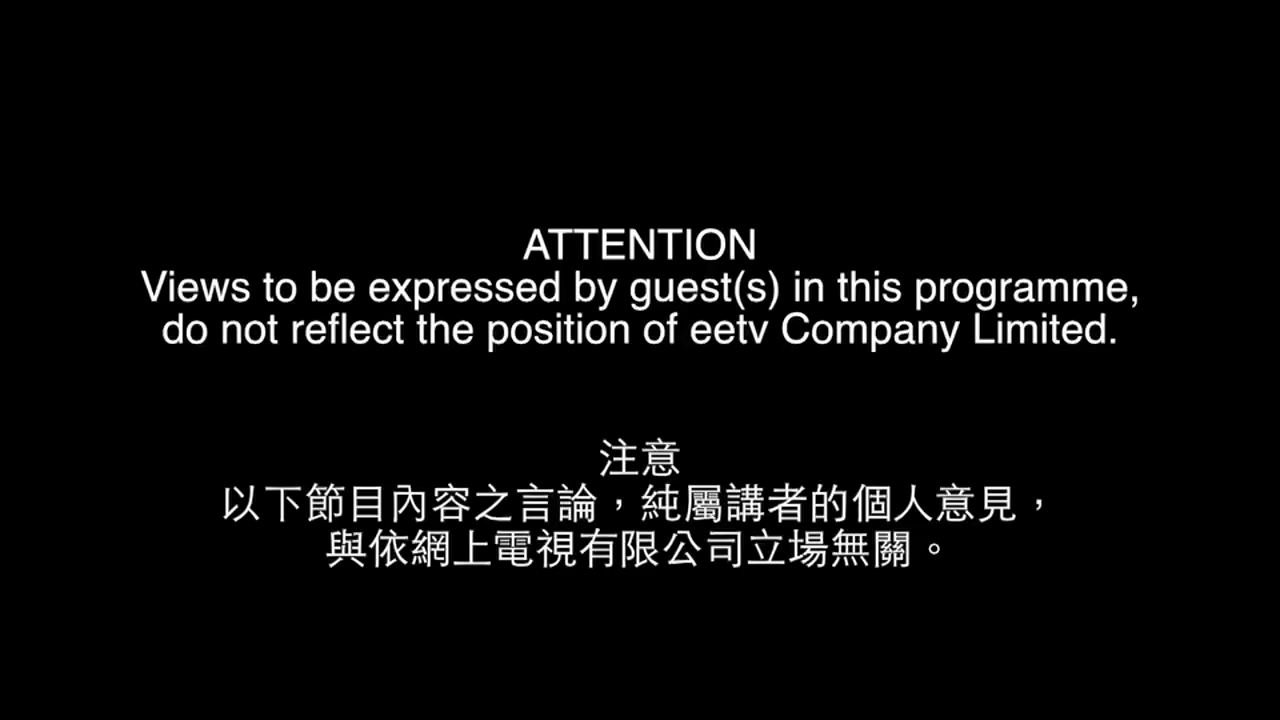 ATTENTION
Views to be expressed by guest(s) in this programme,
do not reflect the position of eetv Company Limited.
注意
以下節目內容之言論，純屬講者的個人意見，
與依網上電視有限公司立場無關。